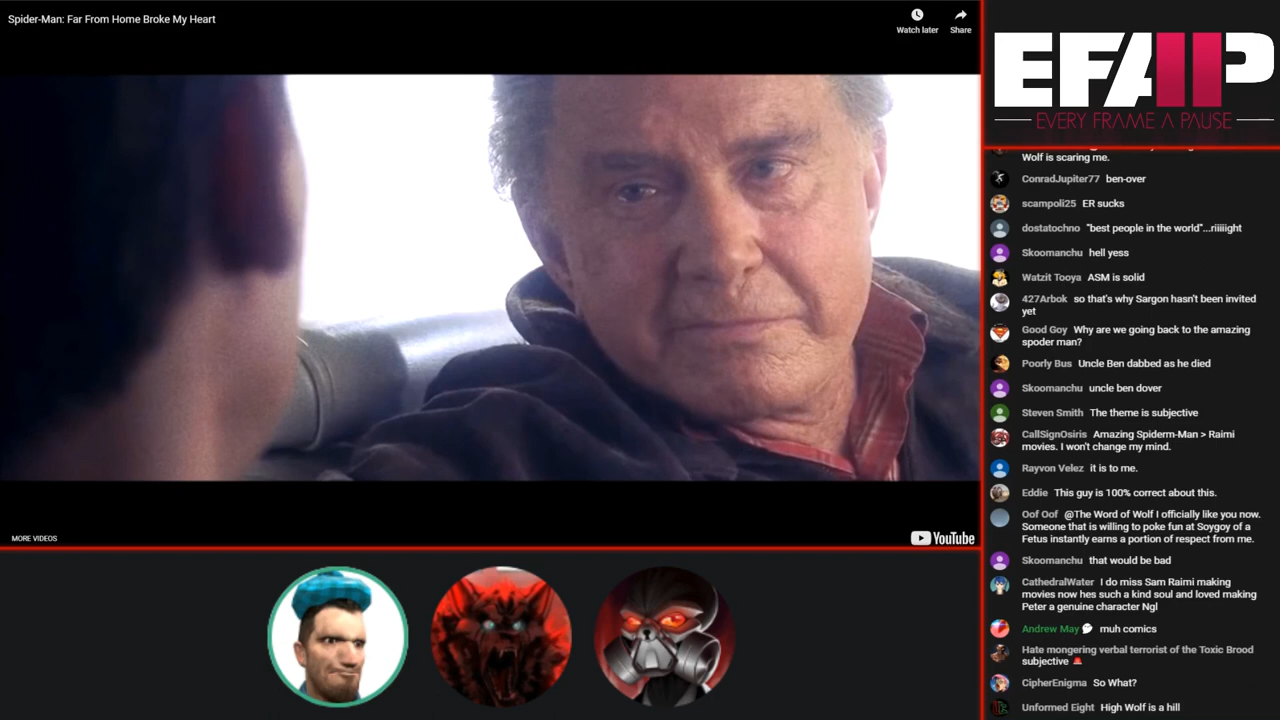 Spider-Man: Far From Home Broke My Heart
Watch later
Share
MORE VIDEOS
YouTube
EFAP
EVERY FRAME A PAUSE
Wolf is scaring me.
ConradJupiter77 ben-over
scampoli25 ER sucks
dostatochno "best people in the world"...riiiiight
Skoomanchu hell yess
Watzit Tooya ASM is solid
427Arbok so that's why Sargon hasn't been invited
yet
Good Goy Why are we going back to the amazing
spoder man?
Poorly Bus Uncle Ben dabbed as he died
Skoomanchu uncle ben dover
Steven Smith The theme is subjective
CallSignOsiris Amazing Spiderm-Man > Raimi
movies. I won't change my mind.
Rayvon Velez it is to me.
Eddie This guy is 100% correct about this.
Oof Oof @The Word of Wolf I officially like you now.
Someone that is willing to poke fun at Soygoy of a
Fetus instantly earns a portion of respect from me.
Skoomanchu that would be bad
CathedralWater I do miss Sam Raimi making
movies now hes such a kind soul and loved making
Peter a genuine character Ngl
Andrew May muh comics
Hate mongering verbal terrorist of the Toxic Brood
subjective
CipherEnigma So What?
Unformed Eight High Wolf is a hill